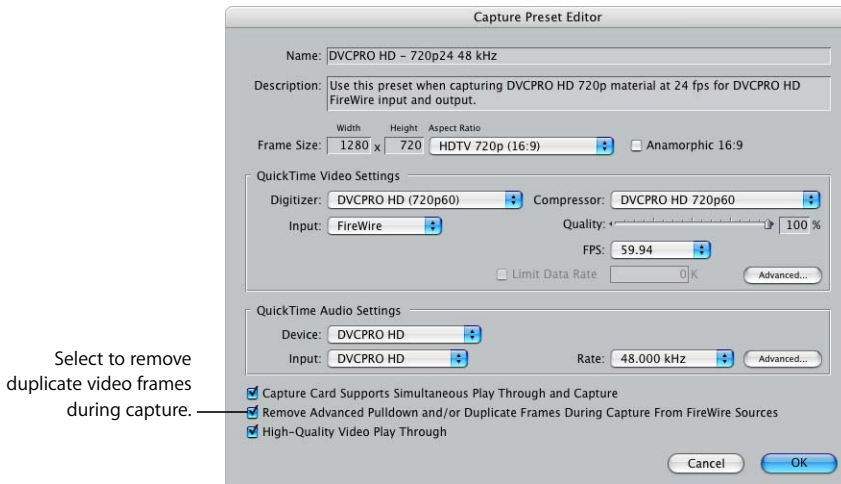 Capture Preset Editor
Name: DVCPRO HD – 720p24 48 kHz
Description: Use this preset when capturing DVCPRO HD 720p material at 24 fps for DVCPRO HD
FireWire input and output.
Width Height Aspect Ratio
Frame Size: 1280 x 720 HDTV 720p (16:9) Anamorphic 16:9
QuickTime Video Settings
Digitizer: DVCPRO HD (720p60) Compressor: DVCPRO HD 720p60
Input: FireWire Quality: 100 %
FPS: 59.94
Limit Data Rate 0 K Advanced...
QuickTime Audio Settings
Device: DVCPRO HD
Input: DVCPRO HD Rate: 48.000 kHz Advanced...
Capture Card Supports Simultaneous Play Through and Capture
Remove Advanced Pulldown and/or Duplicate Frames During Capture From FireWire Sources
High-Quality Video Play Through
Cancel OK
Select to remove
duplicate video frames
during capture.